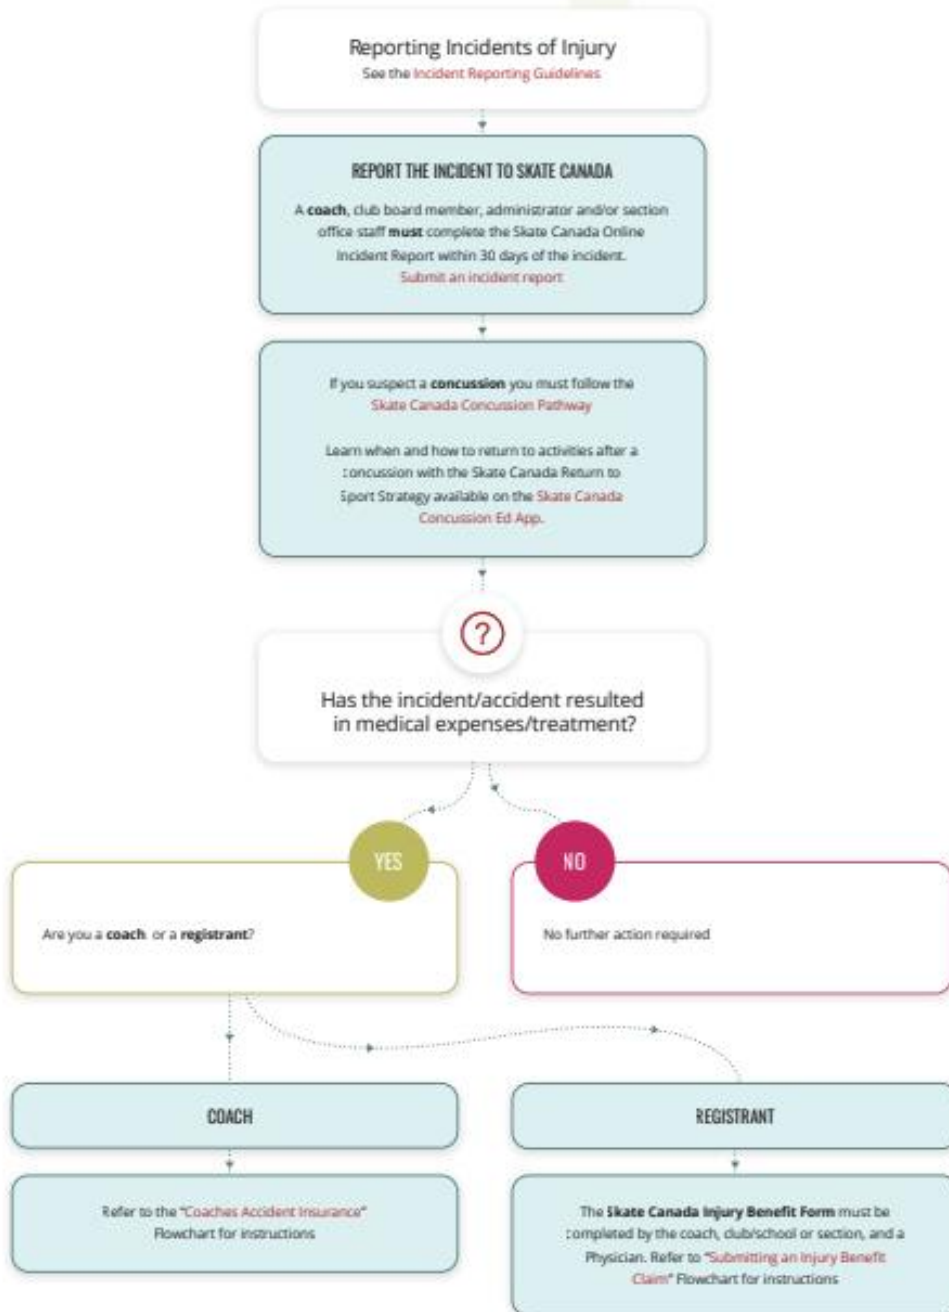 Reporting Incidents of Injury
See the Incident Reporting Guidelines
REPORT THE INCIDENT TO SKATE CANADA
A coach, club board member, administrator and/or section
office staff must complete the Skate Canada Online
Incident Report within 30 days of the incident.
Submit an incident report
If you suspect a concussion you must follow the
Skate Canada Concussion Pathway
Learn when and how to return to activities after a
concussion with the Skate Canada Return to
Sport Strategy available on the Skate Canada
Concussion Ed App.
?
Has the incident/accident resulted
in medical expenses/treatment?
YES
NO
Are you a coach or a registrant?
No further action required
COACH
REGISTRANT
Refer to the "Coaches Accident Insurance"
Flowchart for instructions
The Skate Canada Injury Benefit Form must be
completed by the coach, club/school or section, and a
Physician. Refer to "Submitting an Injury Benefit
Claim" Flowchart for instructions